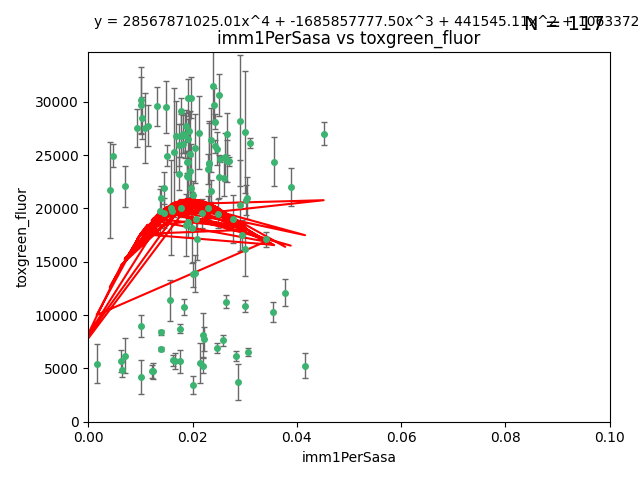 y = 28567871025.01x^4 + -1685857777.50x^3 + 441545.11x^2 + 1063372
N = 117
imm1PerSasa vs toxgreen_fluor
toxgreen_fluor
30000
25000
20000
15000
10000
5000
0
0.00 0.02 0.04 0.06 0.08 0.10
imm1PerSasa